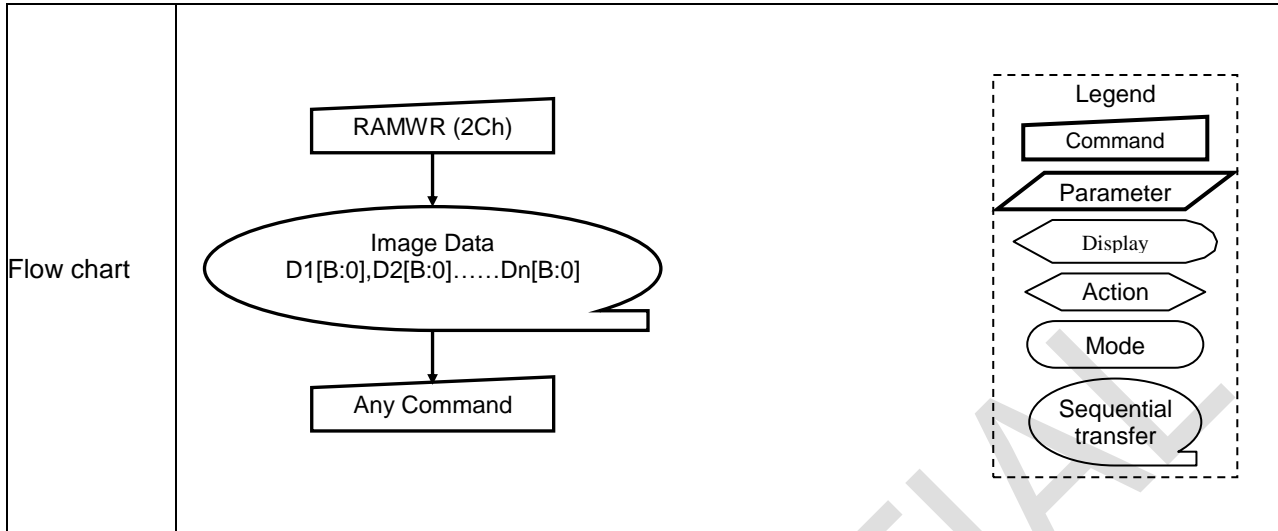 Flow chart
RAMWR (2Ch)
Image Data
D1[B:0],D2[B:0]……Dn[B:0]
Any Command
Legend
Command
Parameter
Display
Action
Mode
Sequential
transfer